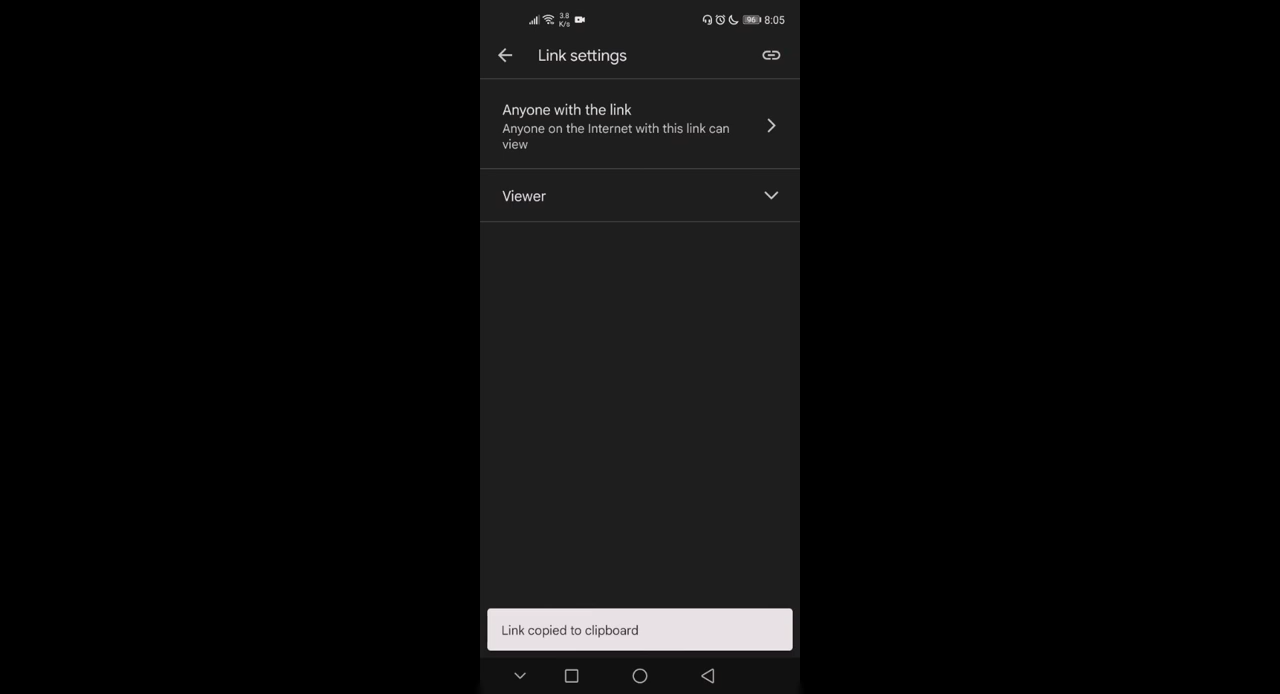 3.8
K/s
96
8:05
Link settings
Anyone with the link
Anyone on the Internet with this link can
view
Viewer
Link copied to clipboard